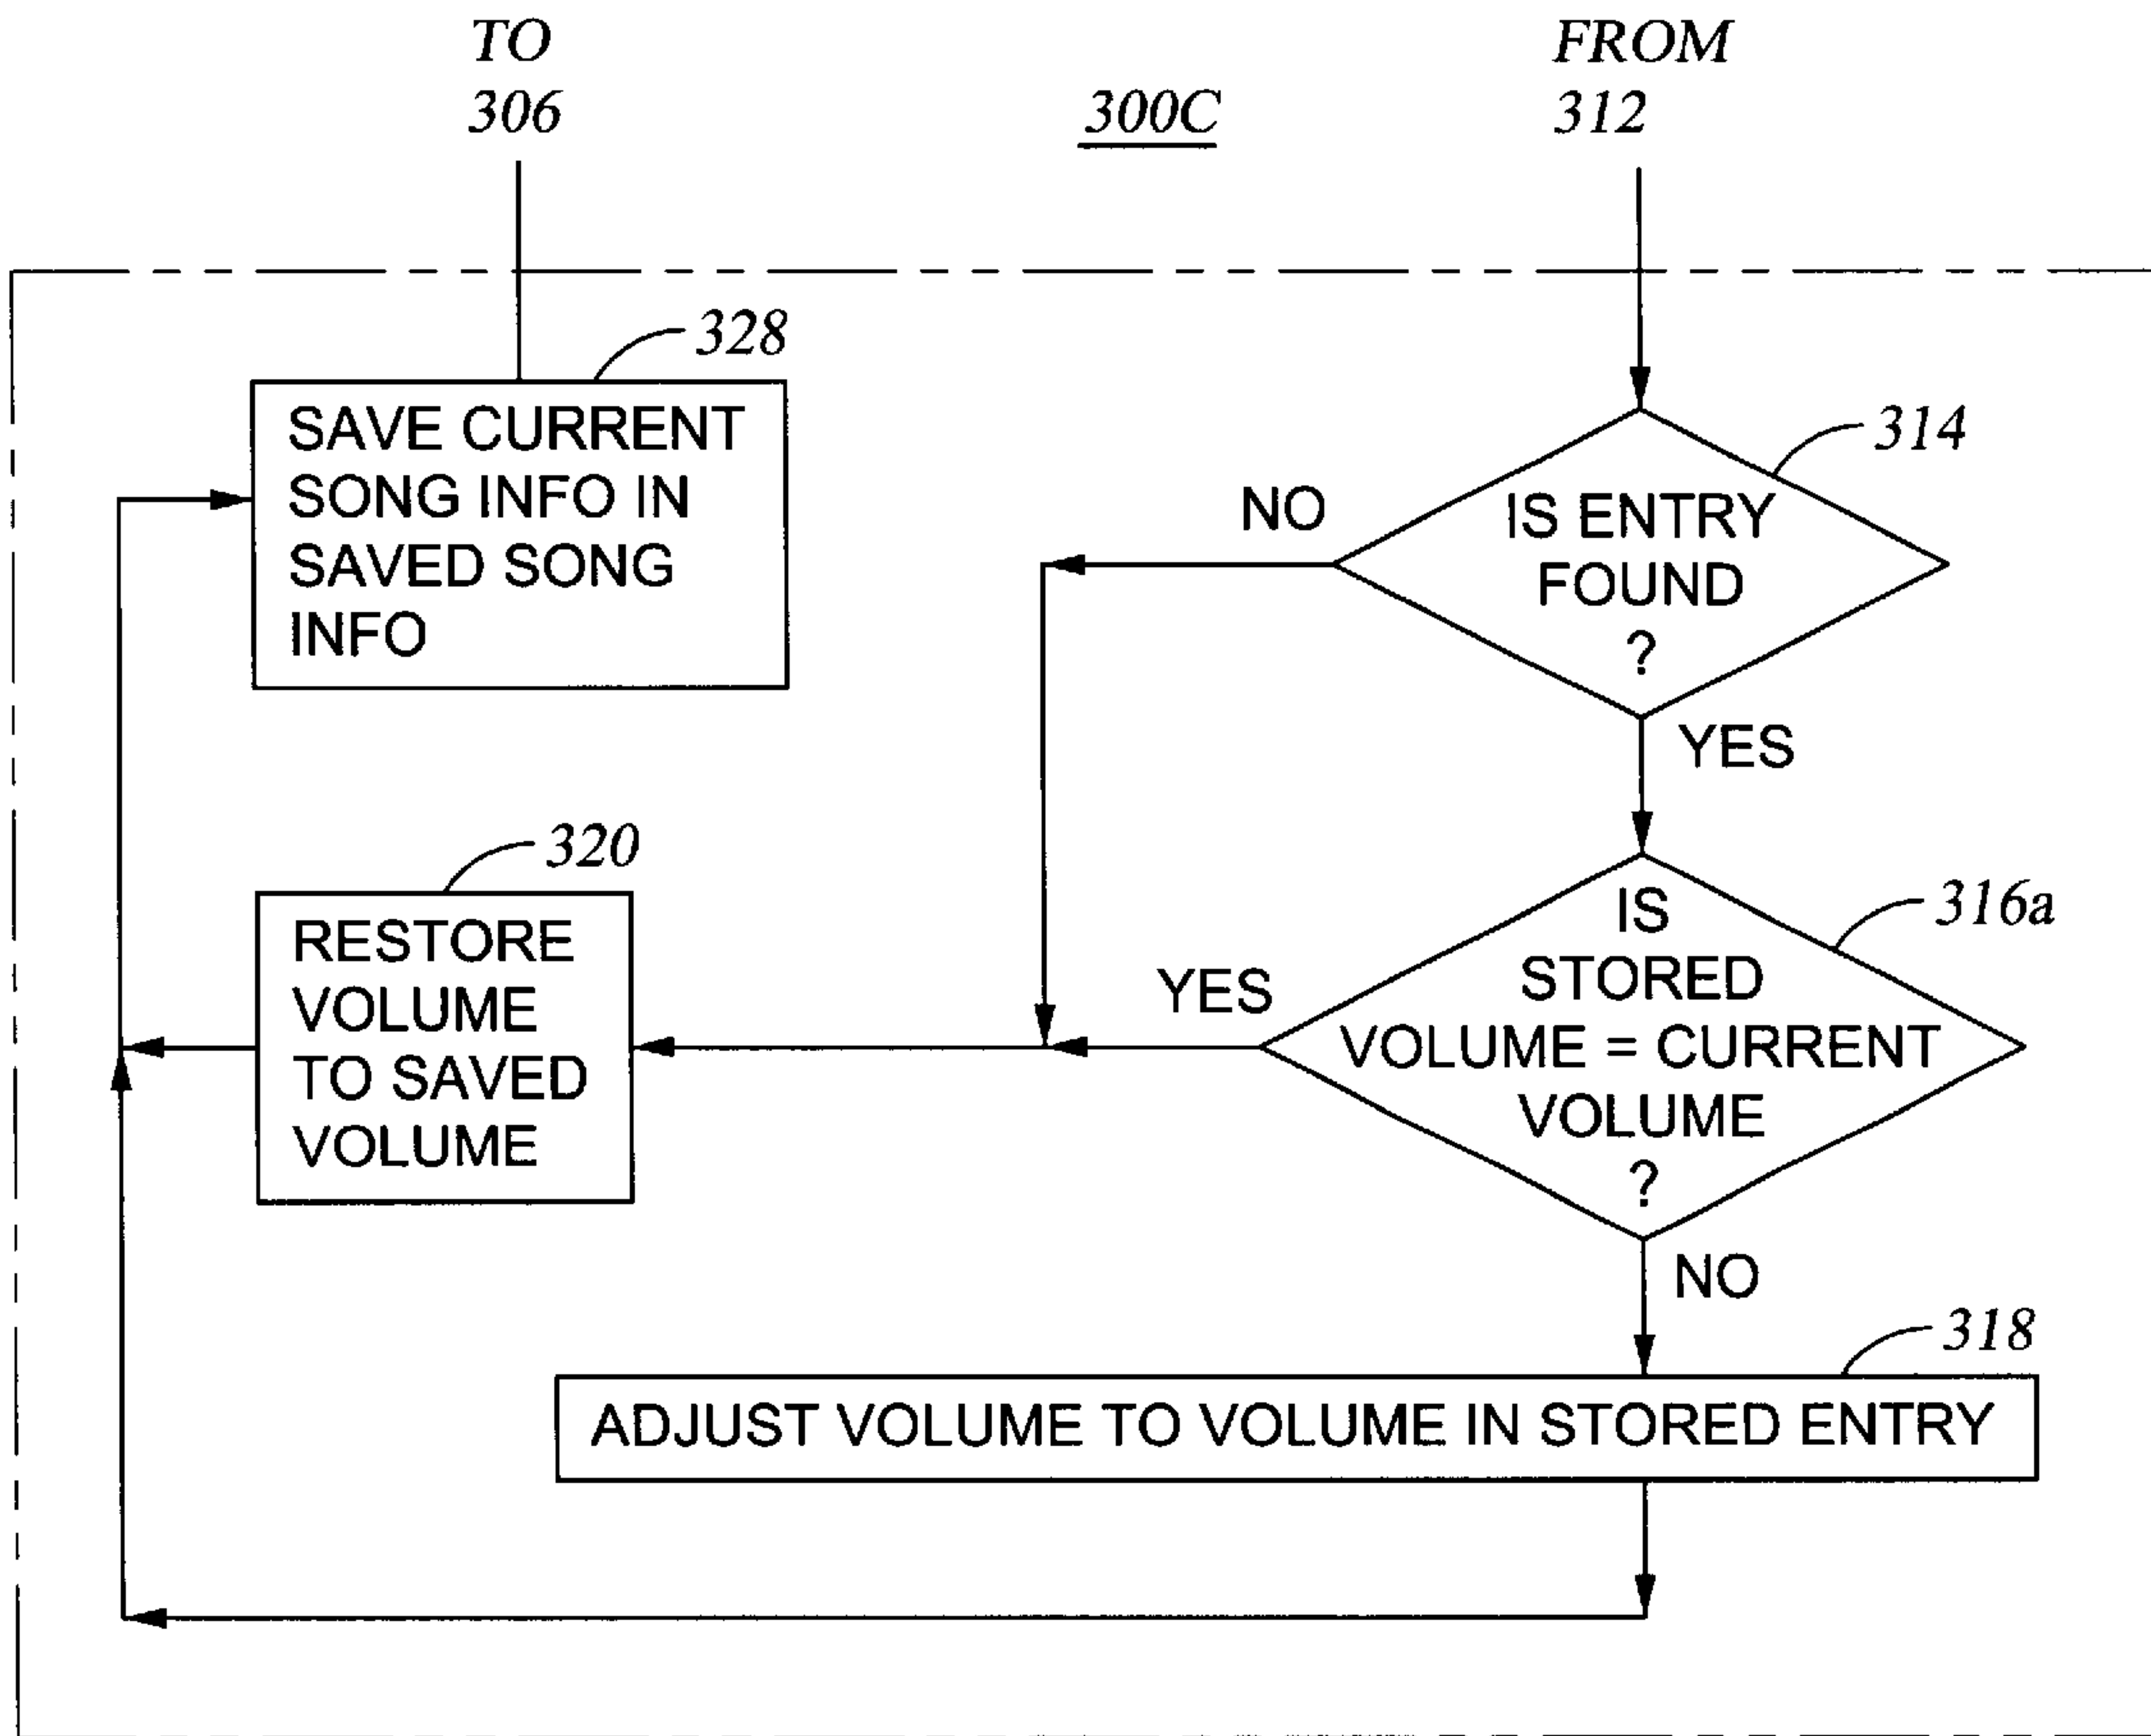 TO
306
300C
FROM
312
328
SAVE CURRENT
SONG INFO IN
SAVED SONG
INFO
314
IS ENTRY
FOUND
?
NO
YES
320
RESTORE
VOLUME
TO SAVED
VOLUME
316a
IS
STORED
VOLUME = CURRENT
VOLUME
?
YES
NO
318
ADJUST VOLUME TO VOLUME IN STORED ENTRY